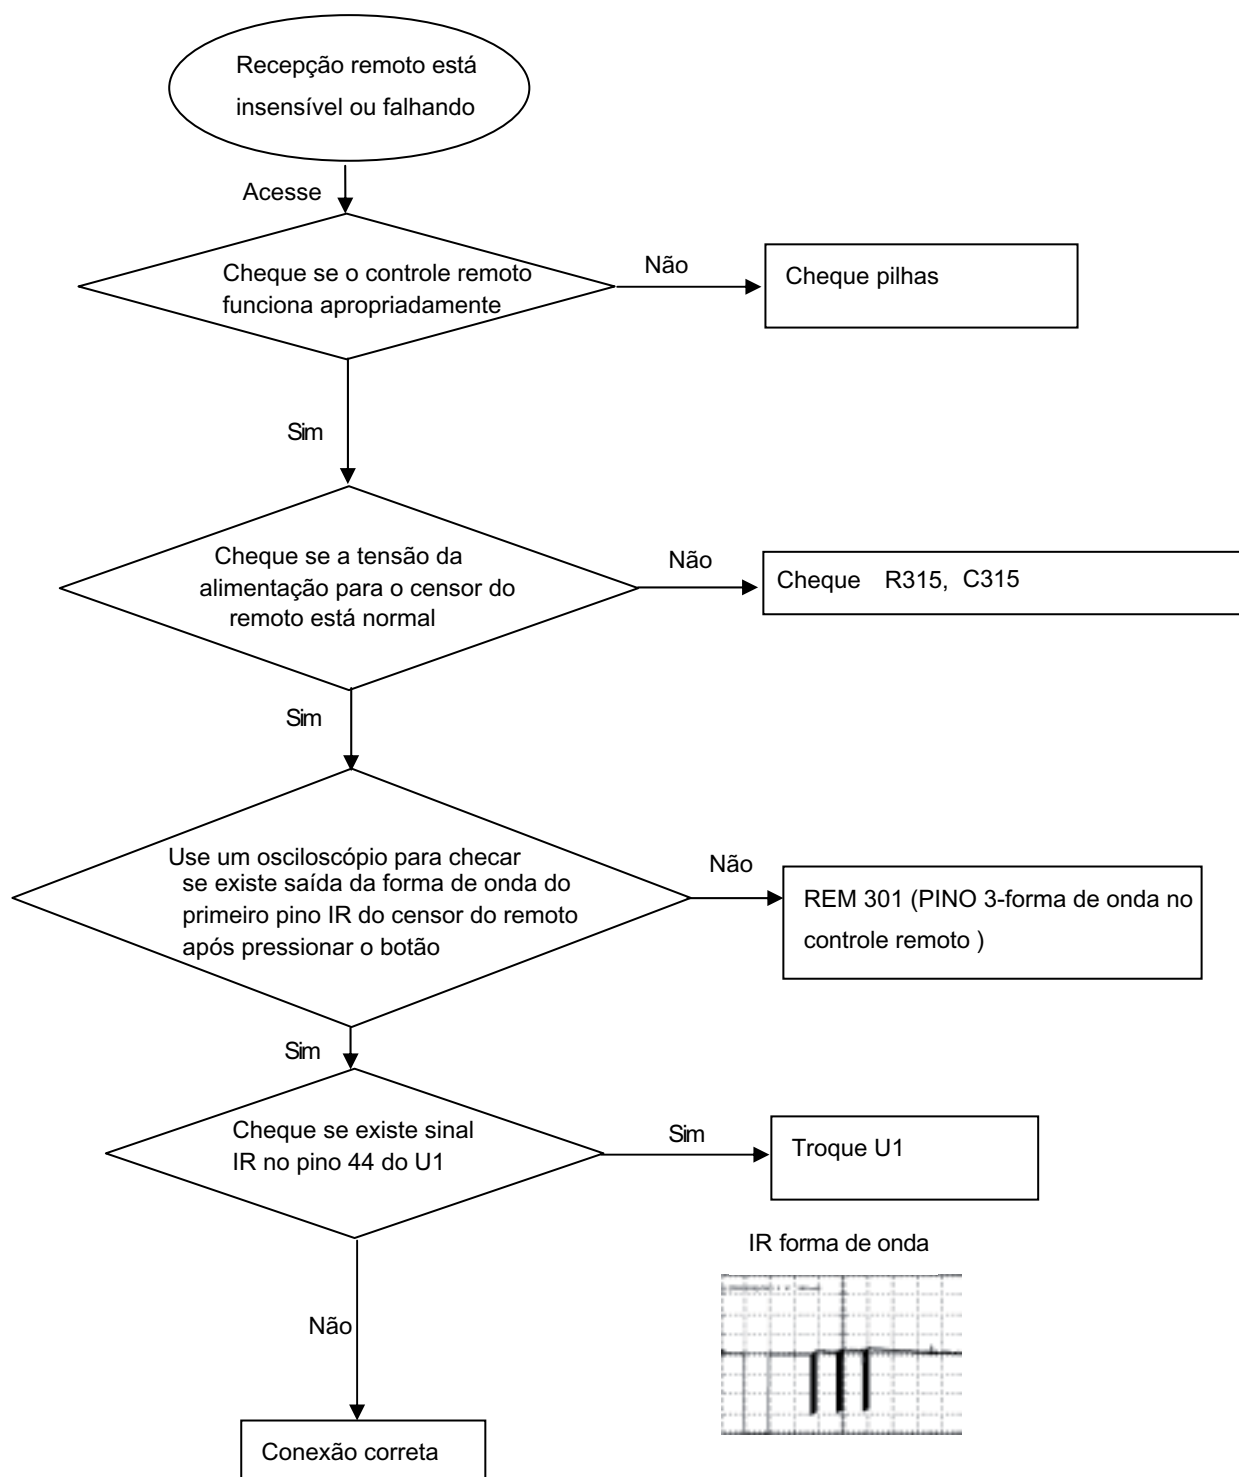 Recepção remoto está
insensível ou falhando
Acesse
Cheque se o controle remoto
funciona apropriadamente
Não
Cheque pilhas
Sim
Cheque se a tensão da
alimentação para o censor do
remoto está normal
Não
Cheque R315, C315
Sim
Use um osciloscópio para checar
se existe saída da forma de onda do
primeiro pino IR do censor do remoto
após pressionar o botão
Não
REM 301 (PINO 3-forma de onda no
controle remoto )
Sim
Cheque se existe sinal
IR no pino 44 do U1
Sim
Troque U1
IR forma de onda
Não
Conexão correta